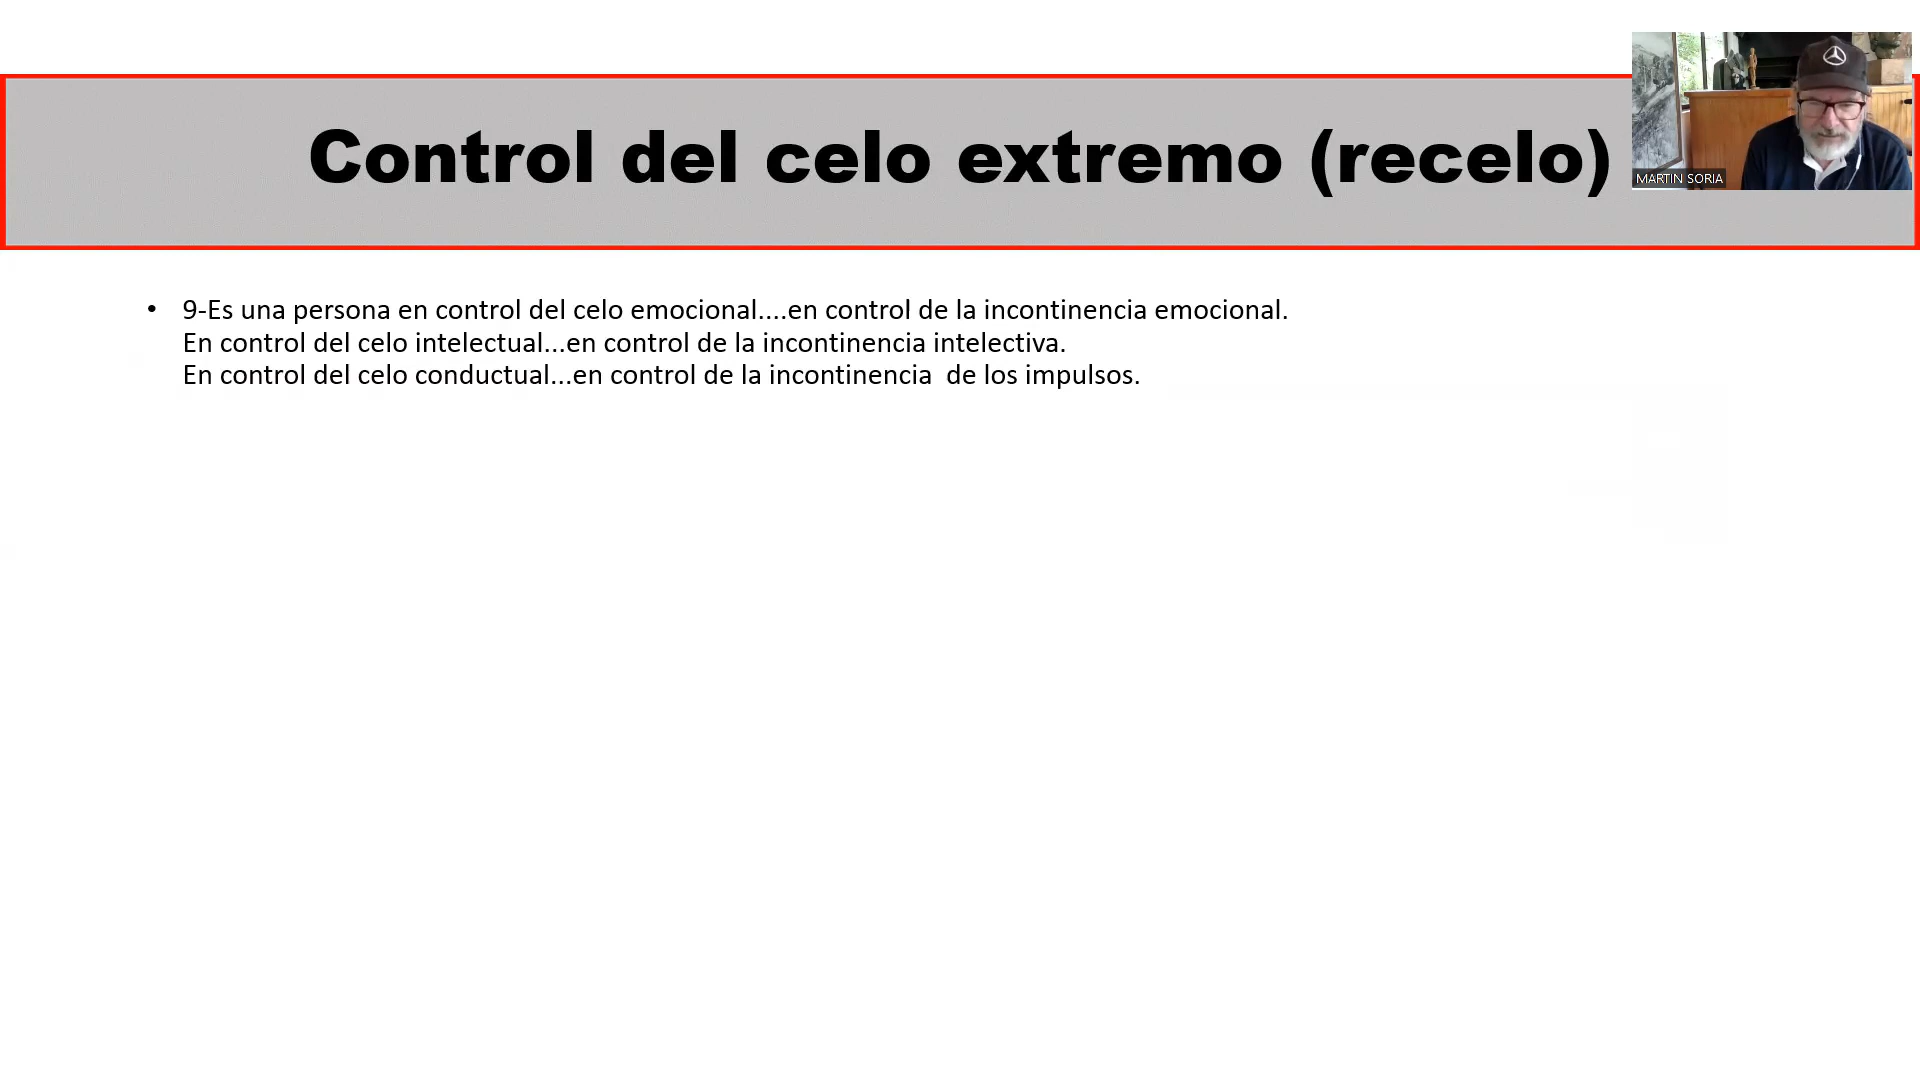 Control del celo extremo (recelo)
MARTIN SORIA
• 9-Es una persona en control del celo emocional....en control de la incontinencia emocional.
En control del celo intelectual...en control de la incontinencia intelectiva.
En control del celo conductual...en control de la incontinencia  de los impulsos.